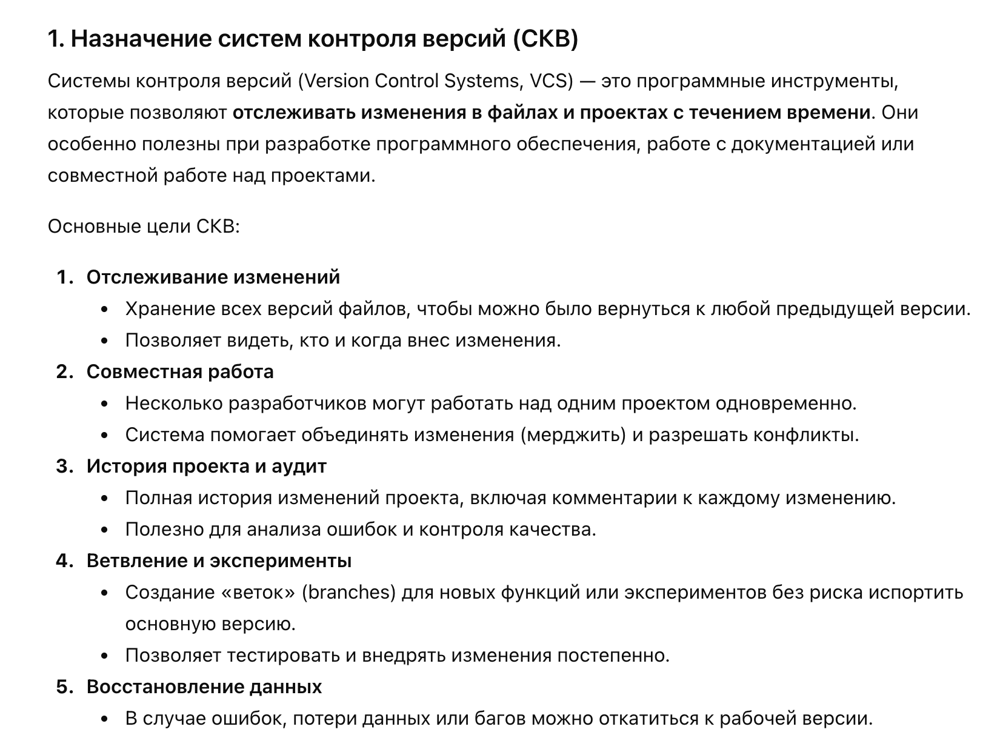 1. Назначение систем контроля версий (СКВ)
Системы контроля версий (Version Control Systems, VCS) — это программные инструменты,
которые позволяют отслеживать изменения в файлах и проектах с течением времени. Они
особенно полезны при разработке программного обеспечения, работе с документацией или
совместной работе над проектами.
Основные цели СКВ:
1. Отслеживание изменений
• Хранение всех версий файлов, чтобы можно было вернуться к любой предыдущей версии.
• Позволяет видеть, кто и когда внес изменения.
2. Совместная работа
• Несколько разработчиков могут работать над одним проектом одновременно.
• Система помогает объединять изменения (мерджить) и разрешать конфликты.
3. История проекта и аудит
• Полная история изменений проекта, включая комментарии к каждому изменению.
• Полезно для анализа ошибок и контроля качества.
4. Ветвление и эксперименты
• Создание «веток» (branches) для новых функций или экспериментов без риска испортить
основную версию.
• Позволяет тестировать и внедрять изменения постепенно.
5. Восстановление данных
• В случае ошибок, потери данных или багов можно откатиться к рабочей версии.